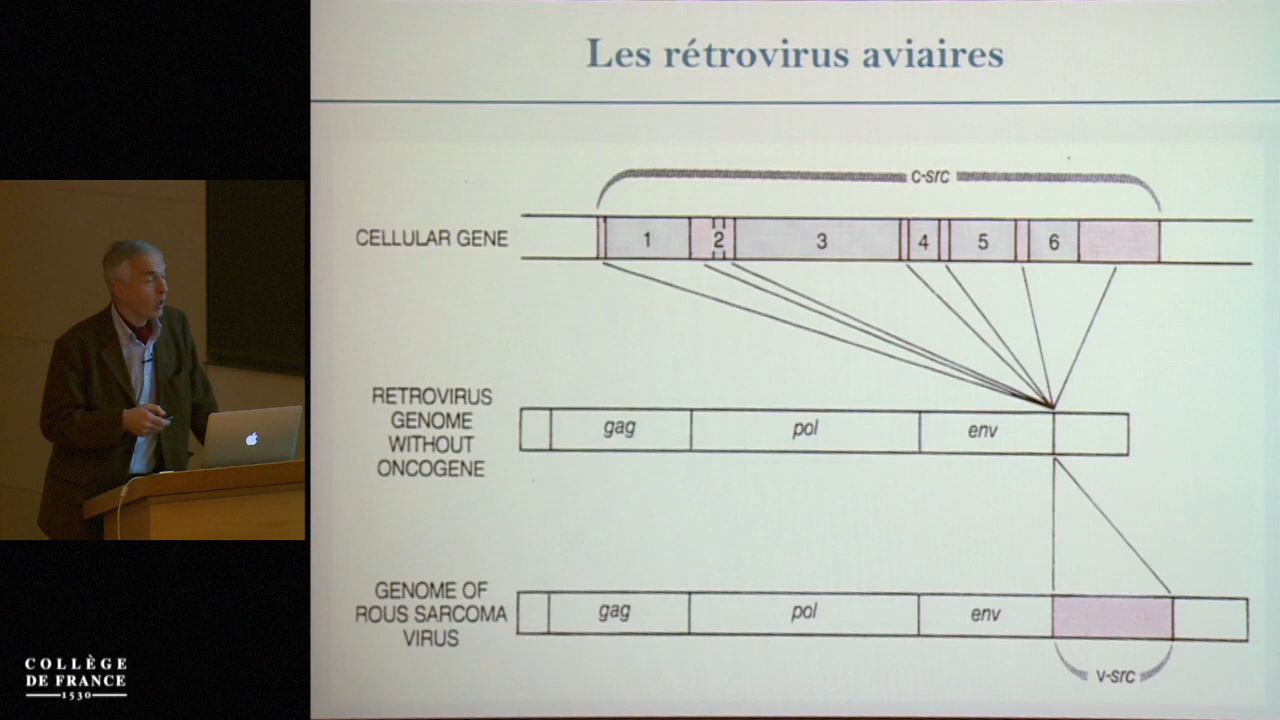 Les rétrovirus aviaires
c-src
CELLULAR GENE
1 2 3 4 5 6
RETROVIRUS
GENOME
WITHOUT
ONCOGENE
gag pol env
GENOME OF
ROUS SARCOMA
VIRUS
gag pol env
v-src
COLLÈGE
DE FRANCE
1530